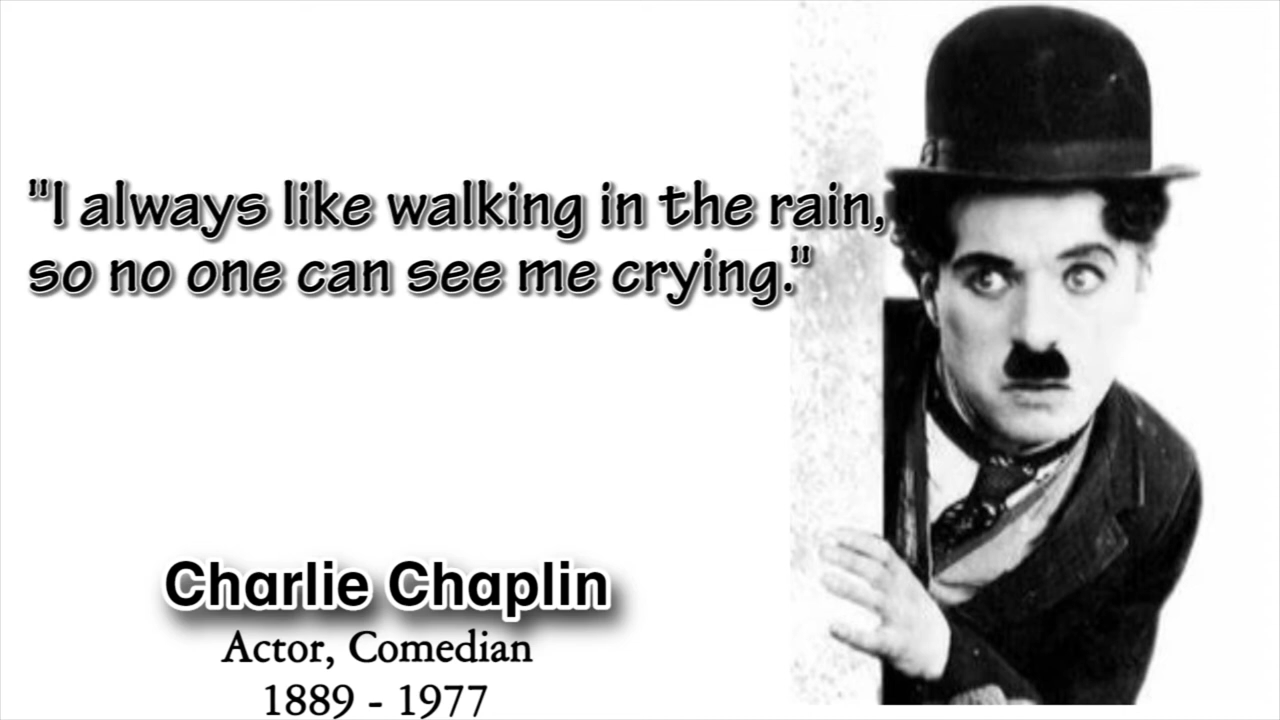 "I always like walking in the rain,
so no one can see me crying."
Charlie Chaplin
Actor, Comedian
1889 - 1977